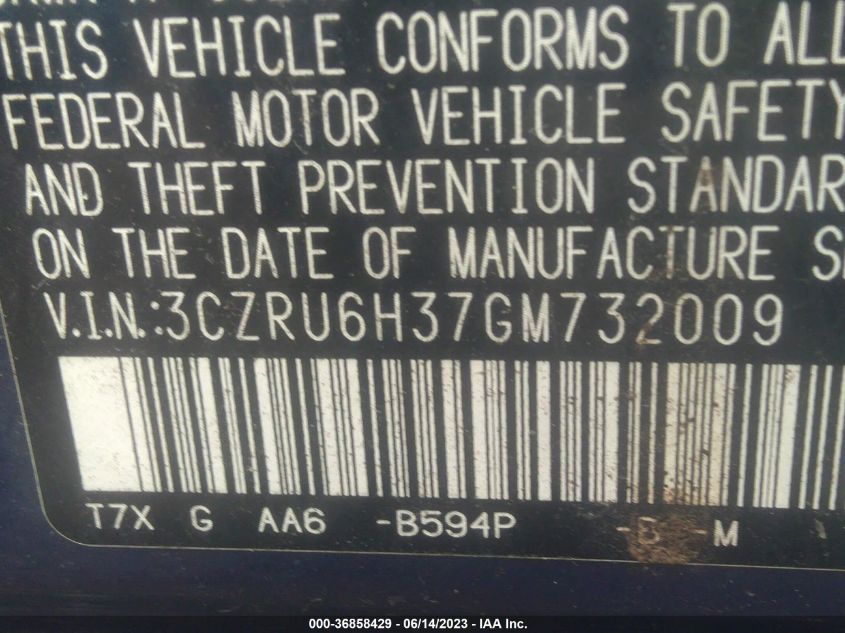 THIS VEHICLE CONFORMS TO ALL
FEDERAL MOTOR VEHICLE SAFETY
AND THEFT PREVENTION STANDAR
ON THE DATE OF MANUFACTURE S
V.I.N.:3CZRU6H37GM732009
T7X G AA6 -B594P - M
000-36858429 - 06/14/2023 - IAA Inc.